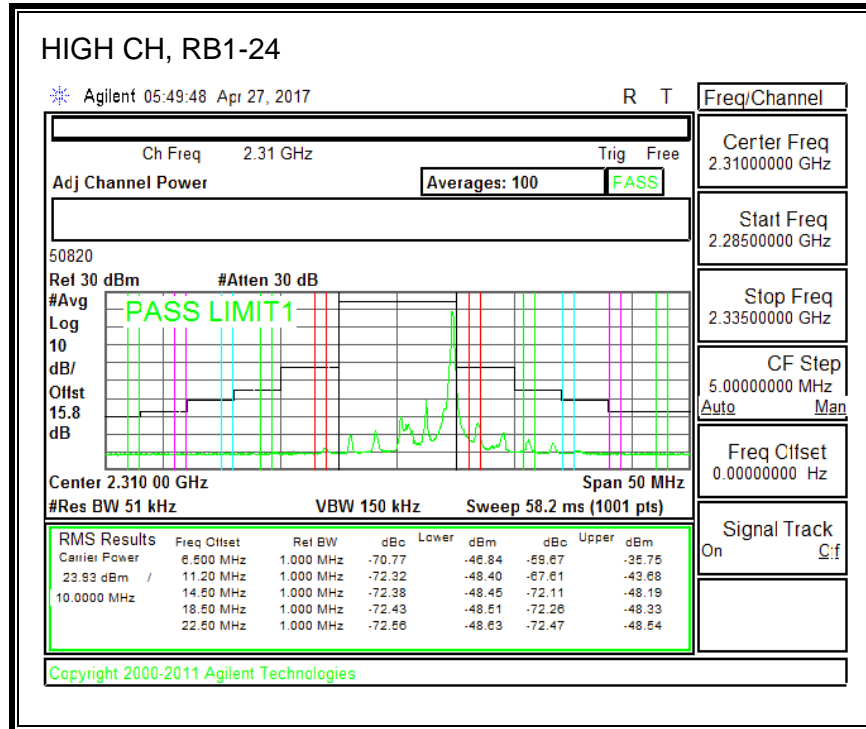 HIGH CH, RB1-24
Agilent 05:49:48 Apr 27, 2017 R T
Ch Freq 2.31 GHz Trig Free
Adj Channel Power Averages: 100 PASS
50820
Ref 30 dBm #Atten 30 dB
#Avg
Log
10
dB/
Offst
15.8
dB
PASS LIMIT1
Center 2.310 00 GHz Span 50 MHz
#Res BW 51 kHz VBW 150 kHz Sweep 58.2 ms (1001 pts)
RMS Results Freq Offset Ref BW dBc Lower dBm dBc Upper dBm
Carrier Power 6.500 MHz 1.000 MHz -70.77 -46.84 -59.67 -35.75
23.93 dBm / 11.20 MHz 1.000 MHz -72.32 -48.40 -67.61 -43.68
10.0000 MHz 14.50 MHz 1.000 MHz -72.38 -48.45 -72.11 -48.19
18.50 MHz 1.000 MHz -72.43 -48.51 -72.26 -48.33
22.50 MHz 1.000 MHz -72.56 -48.63 -72.47 -48.54
Copyright 2000-2011 Agilent Technologies
Freq/Channel
Center Freq
2.31000000 GHz
Start Freq
2.28500000 GHz
Stop Freq
2.33500000 GHz
CF Step
5.00000000 MHz
Auto Man
Freq Offset
0.00000000 Hz
Signal Track
On Off